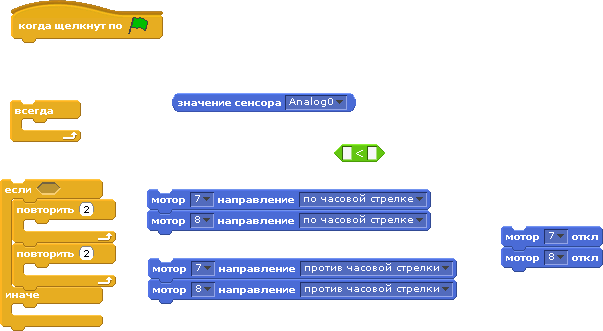 когда щелкнут по
всегда
значение сенсора Analog0
<
если
повторить 2
повторить 2
иначе
мотор 7 направление по часовой стрелке
мотор 8 направление по часовой стрелке
мотор 7 направление против часовой стрелки
мотор 8 направление против часовой стрелки
мотор 7 откл
мотор 8 откл